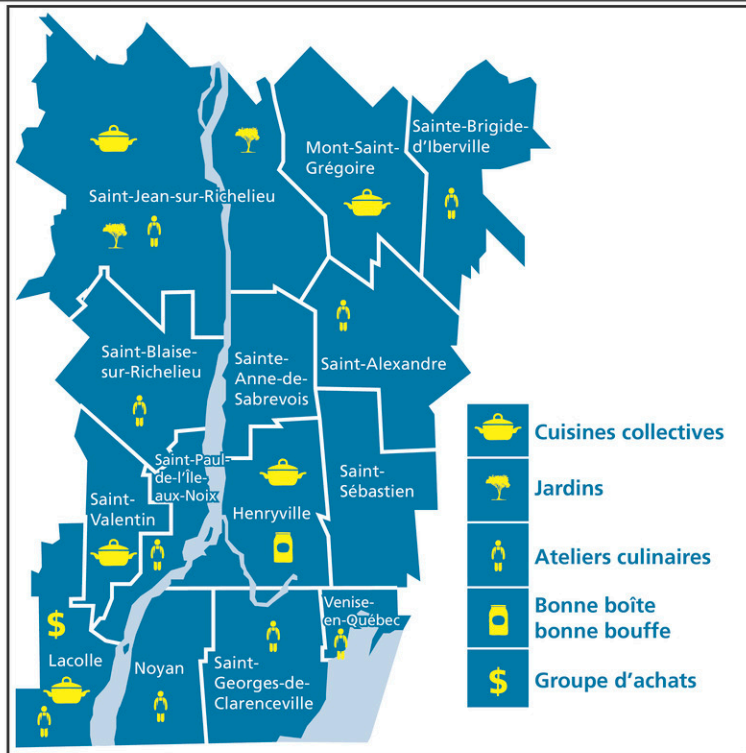 Sainte-Brigide-
d'Iberville
Mont-Saint-
Grégoire
Saint-Jean-sur-Richelieu
Saint-Blaise-
sur-Richelieu
Sainte-
Anne-de-
Sabrevois
Saint-Alexandre
Saint-Paul-
de-l'Île-
aux-Noix
Saint-
Valentin
Henryville
Saint-
Sébastien
Venise-
en-Québec
$
Lacolle
Noyan
Saint-
Georges-de-
Clarenceville
Cuisines collectives
Jardins
Ateliers culinaires
Bonne boîte
bonne bouffe
$ Groupe d'achats